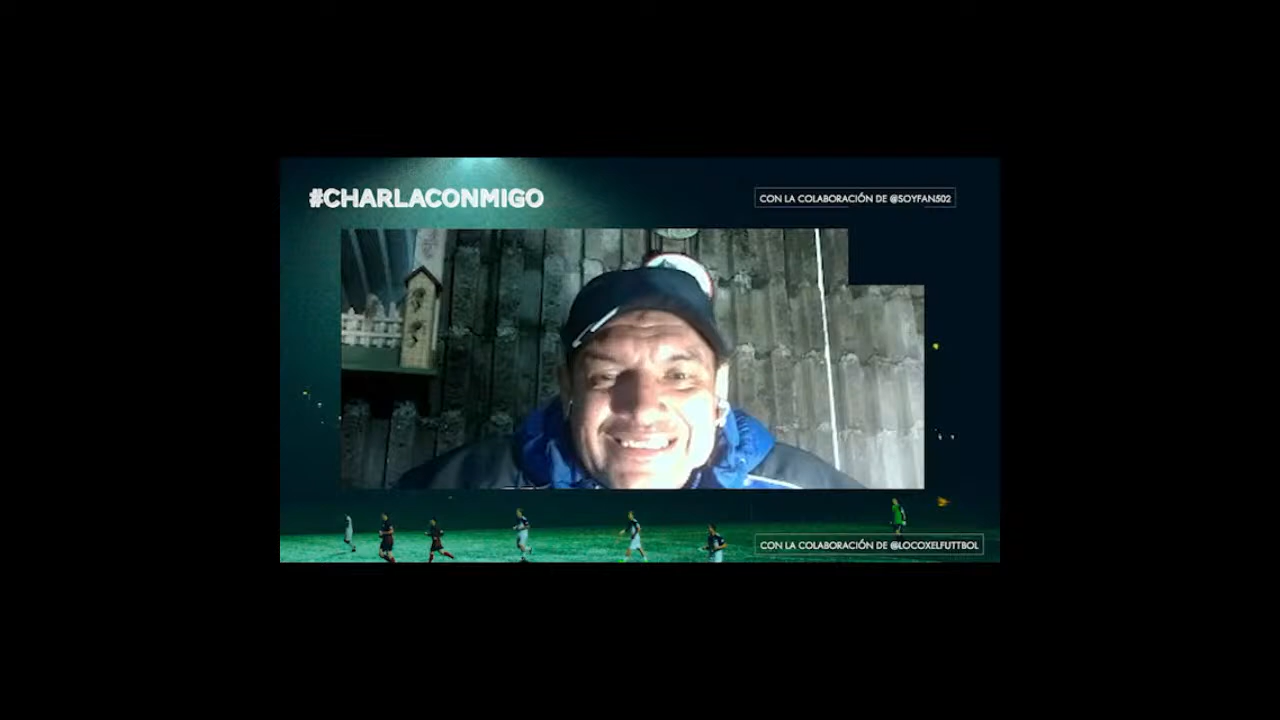 #CHARLACONMIGO
CON LA COLABORACIÓN DE @SOYFAN502
CON LA COLABORACIÓN DE @LOCOXELFUTTBOL